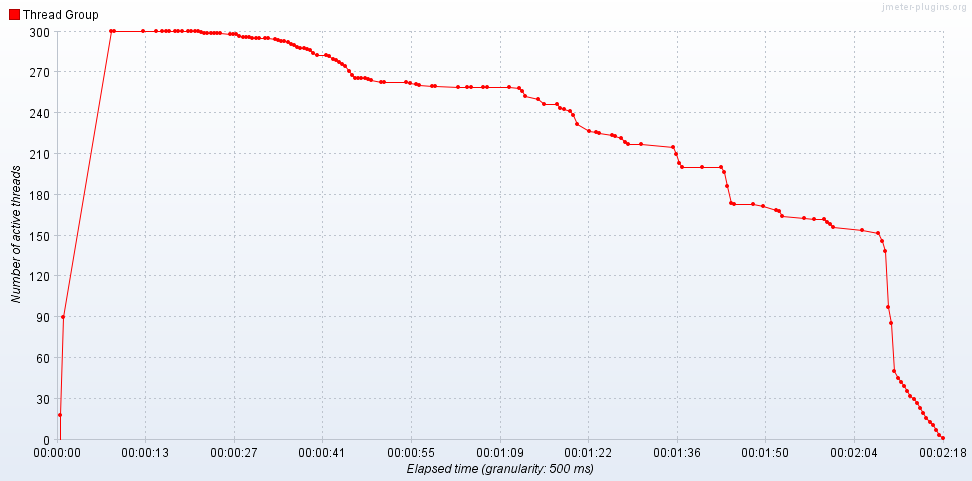 Thread Group
jmeter-plugins.org
300
270
240
210
180
150
120
90
60
30
0
Number of active threads
00:00:00 00:00:13 00:00:27 00:00:41 00:00:55 00:01:09 00:01:22 00:01:36 00:01:50 00:02:04 00:02:18
Elapsed time (granularity: 500 ms)